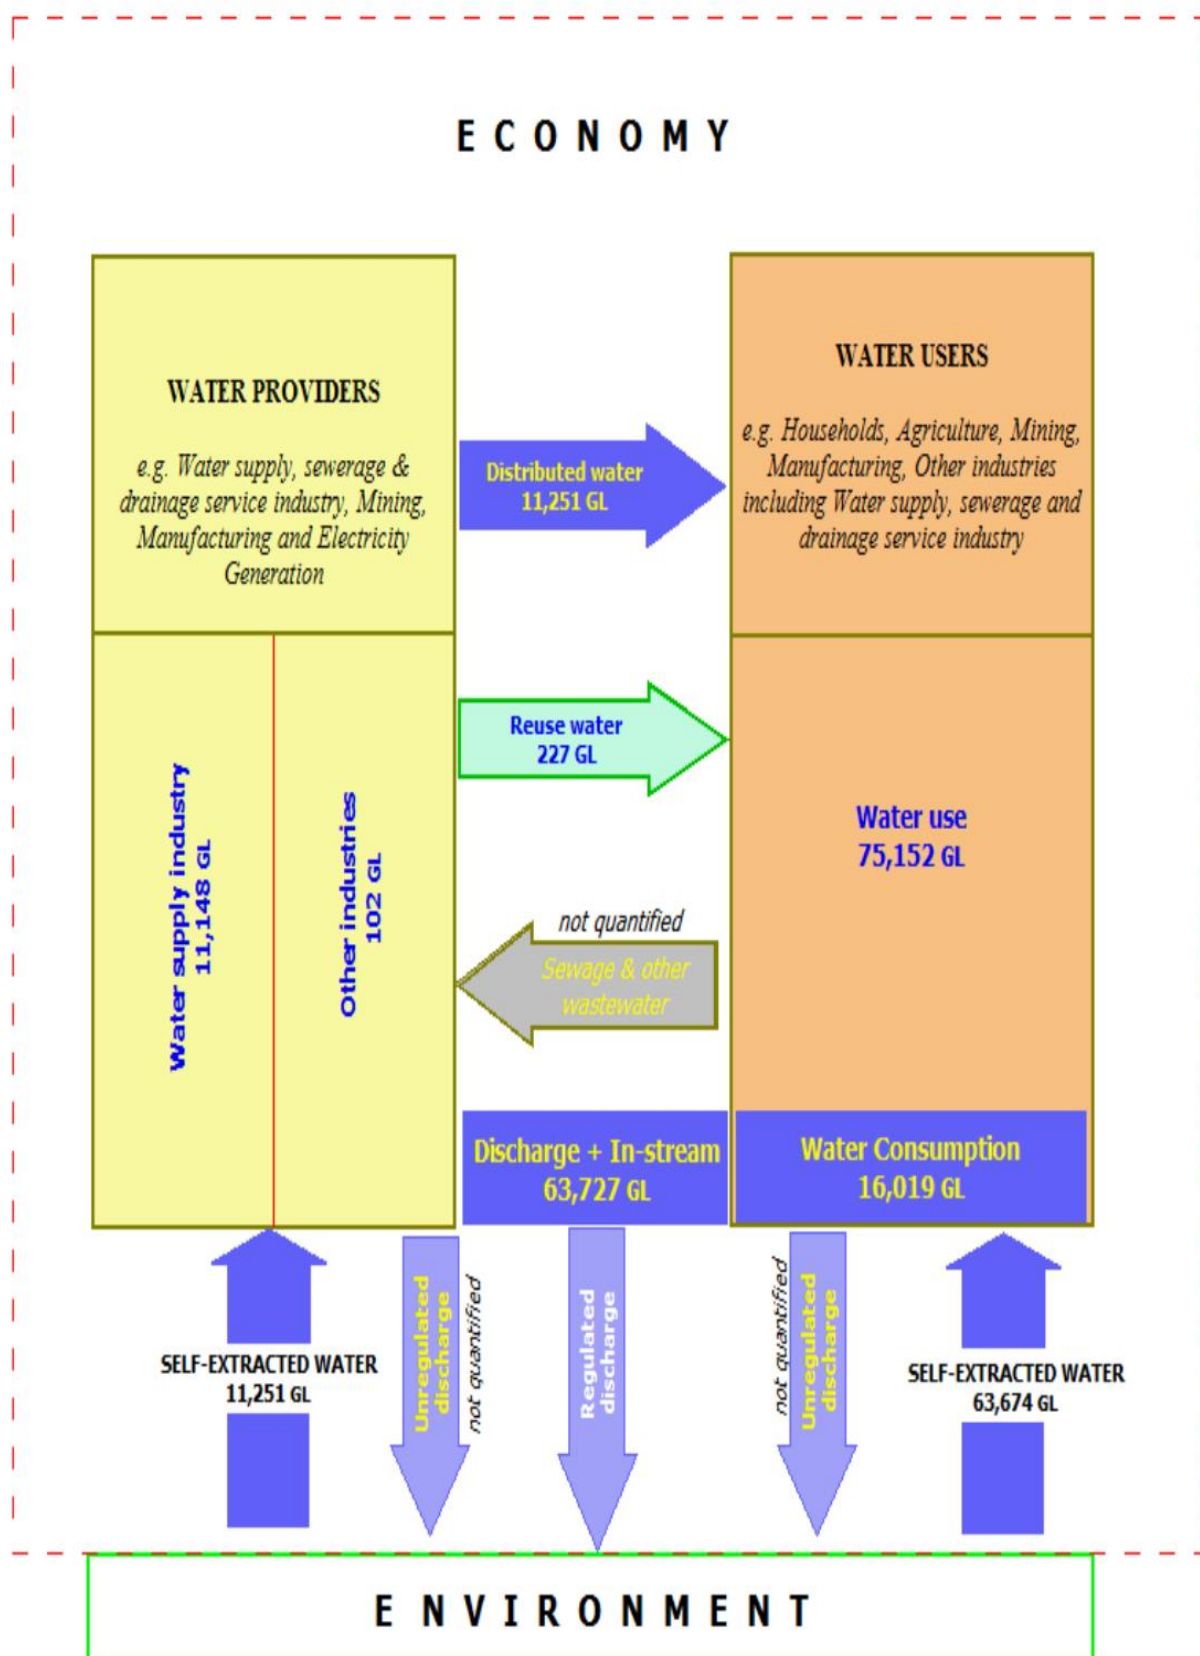 ECONOMY
WATER PROVIDERS
e.g. Water supply, sewerage &
drainage service industry, Mining,
Manufacturing and Electricity
Generation
Distributed water
11,251 GL
WATER USERS
e.g. Households, Agriculture, Mining,
Manufacturing, Other industries
including Water supply, sewerage and
drainage service industry
Water supply industry
11,148 GL
Other industries
102 GL
Reuse water
227 GL
Water use
75,152 GL
not quantified
Sewage & other
wastewater
Discharge + In-stream
63,727 GL
Water Consumption
16,019 GL
SELF-EXTRACTED WATER
11,251 GL
Unregulated
discharge
not quantified
Regulated
discharge
not quantified
Unregulated
discharge
SELF-EXTRACTED WATER
63,674 GL
ENVIRONMENT